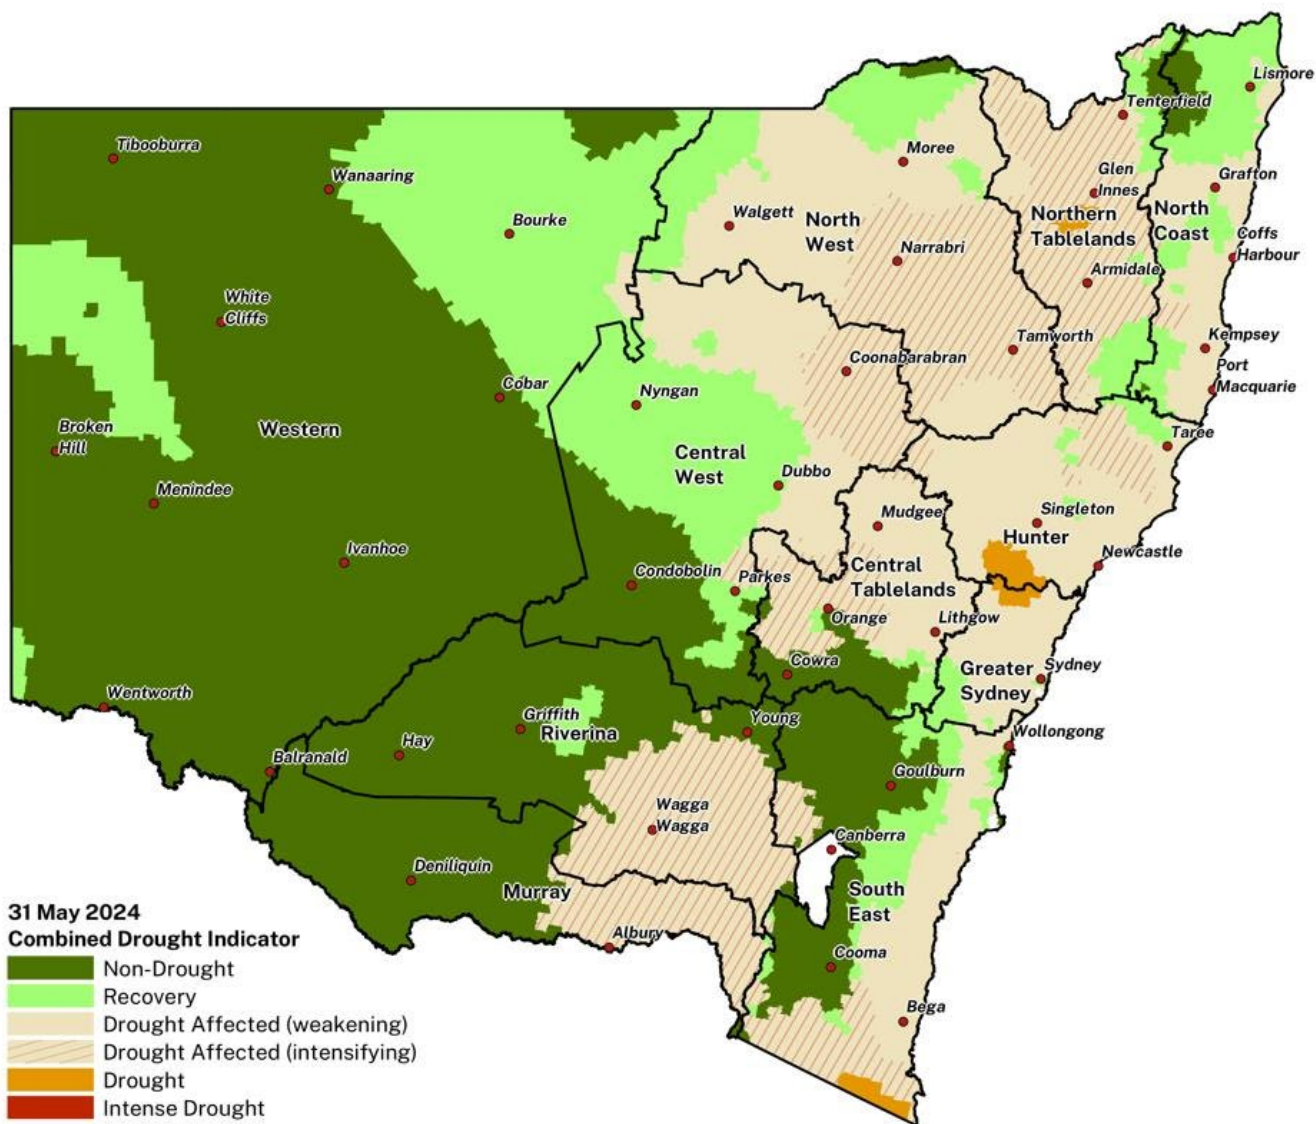 Lismore
Tenterfield
Tibooburra
Moree
Glen
Innes
Wanaaring
Grafton
Northern
Tablelands
North
Coast
Walgett
North
West
Bourke
Coffs
Harbour
Narrabri
Armidale
White
Cliffs
Kempsey
Tamworth
Coonabarabran
Port
Macquarie
Cobar
Nyngan
Broken
Hill
Western
Taree
Central
West
Dubbo
Menindee
Mudgee
Singleton
Hunter
Ivanhoe
Newcastle
Central
Tablelands
Condobolin
Parkes
Orange
Lithgow
Cowra
Greater
Sydney
Sydney
Wentworth
Griffith
Riverina
Young
Wollongong
Hay
Balranald
Goulburn
Wagga
Wagga
Canberra
Deniliquin
Murray
South
East
Albury
Cooma
Bega
31 May 2024
Combined Drought Indicator
Non-Drought
Recovery
Drought Affected (weakening)
Drought Affected (intensifying)
Drought
Intense Drought